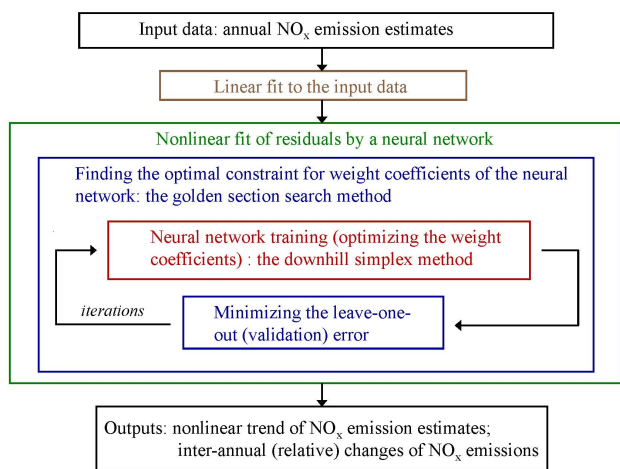 Input data: annual NOx emission estimates
Linear fit to the input data
Nonlinear fit of residuals by a neural network
Finding the optimal constraint for weight coefficients of the neural
network: the golden section search method
Neural network training (optimizing the weight
coefficients) : the downhill simplex method
iterations
Minimizing the leave-one-
out (validation) error
Outputs: nonlinear trend of NOx emission estimates;
inter-annual (relative) changes of NOx emissions